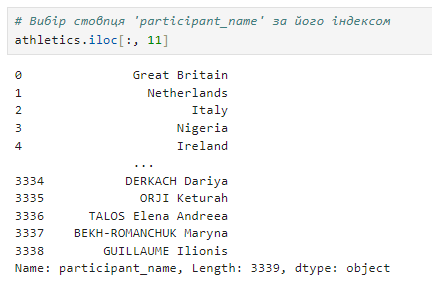 # Вибір стовпця 'participant_name' за його індексом
athletics.iloc[:, 11]
0 Great Britain
1 Netherlands
2 Italy
3 Nigeria
4 Ireland
...
3334 DERKACH Dariya
3335 ORJI Keturah
3336 TALOS Elena Andreea
3337 BEKH-ROMANCHUK Maryna
3338 GUILLAUME Ilionis
Name: participant_name, Length: 3339, dtype: object